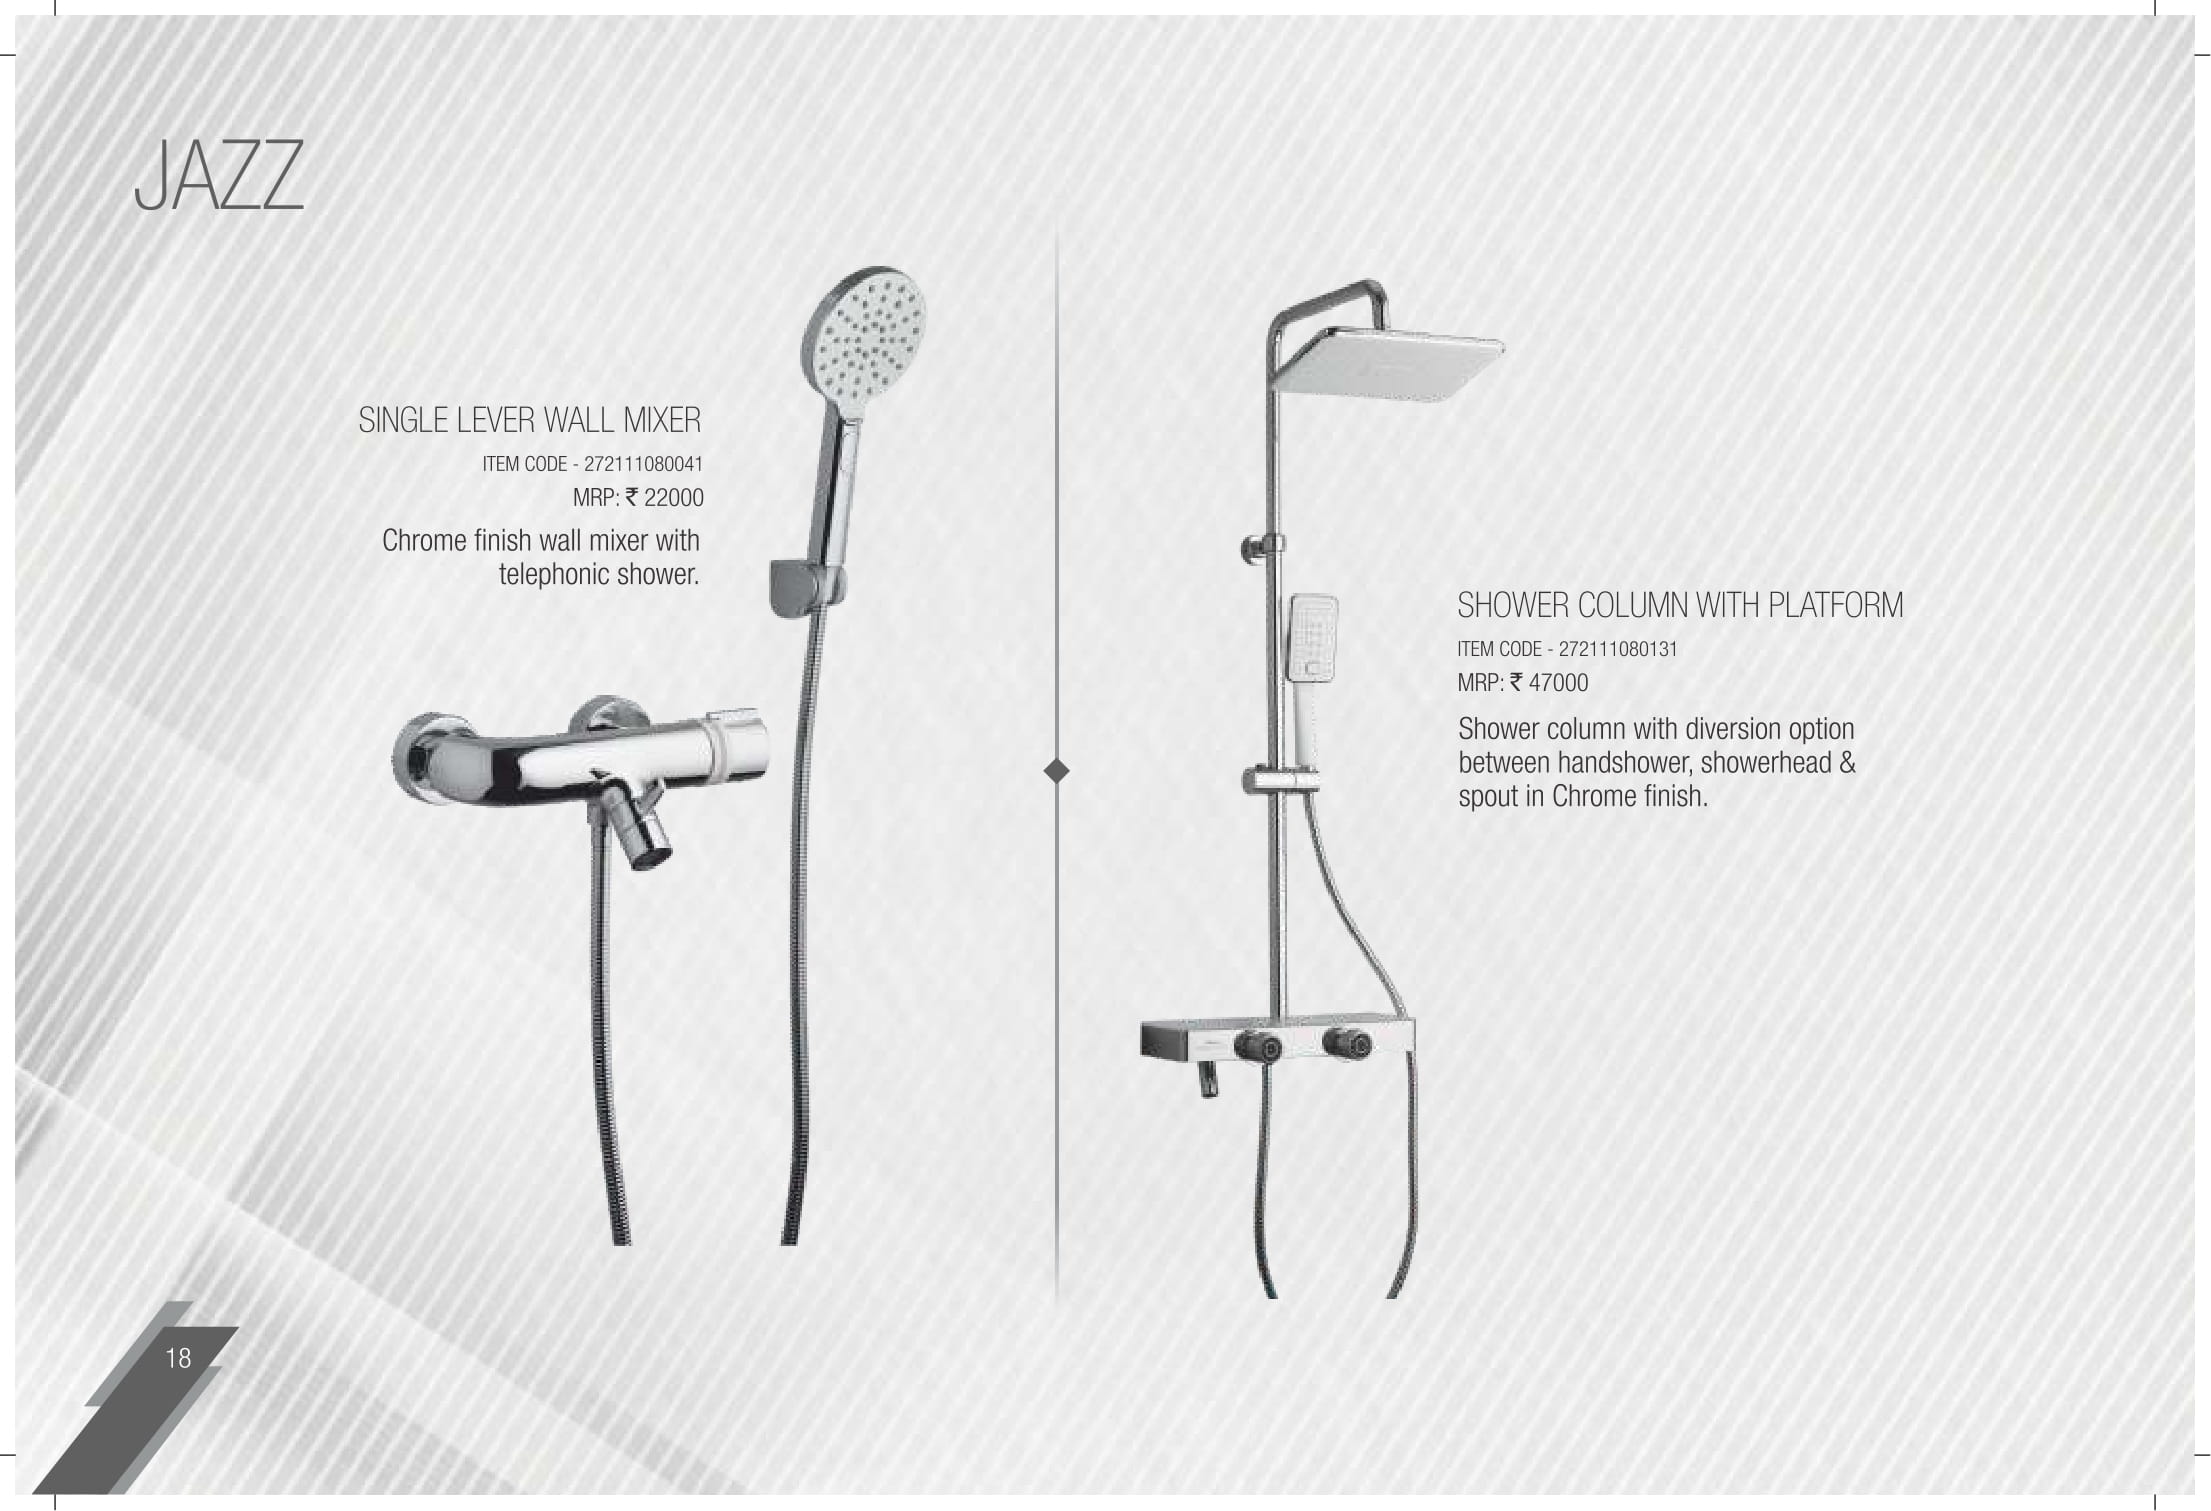 JAZZ
SINGLE LEVER WALL MIXER
ITEM CODE - 272111080041
MRP: ₹ 22000
Chrome finish wall mixer with
telephonic shower.
SHOWER COLUMN WITH PLATFORM
ITEM CODE - 272111080131
MRP: ₹ 47000
Shower column with diversion option
between handshower, showerhead &
spout in Chrome finish.
18